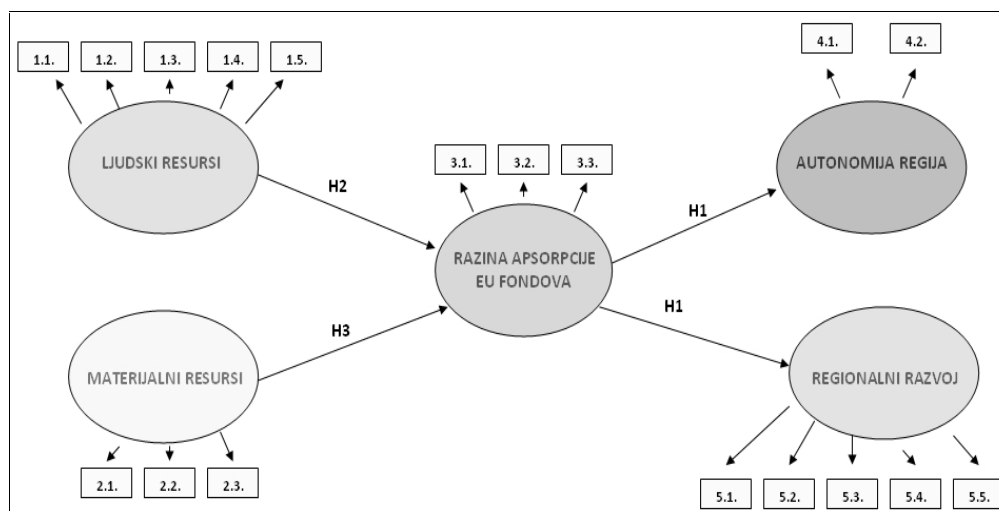 4.1.
4.2.
1.1.
1.2.
1.3.
1.4.
1.5.
LJUDSKI RESURSI
AUTONOMIJA REGIJA
3.1.
3.2.
3.3.
H2
H1
RAZINA APSORPCIJE
EU FONDOVA
H3
H1
MATERIJALNI RESURSI
REGIONALNI RAZVOJ
2.1.
2.2.
2.3.
5.1.
5.2.
5.3.
5.4.
5.5.